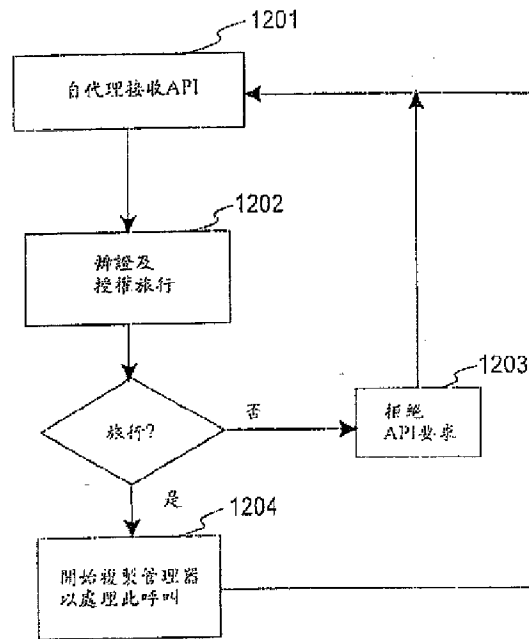 1201
自代理接收API
1202
辨證及
授權旅行
1203
旅行?
否
拒絕
API要求
是
1204
開始複製管理器
以處理此呼叫